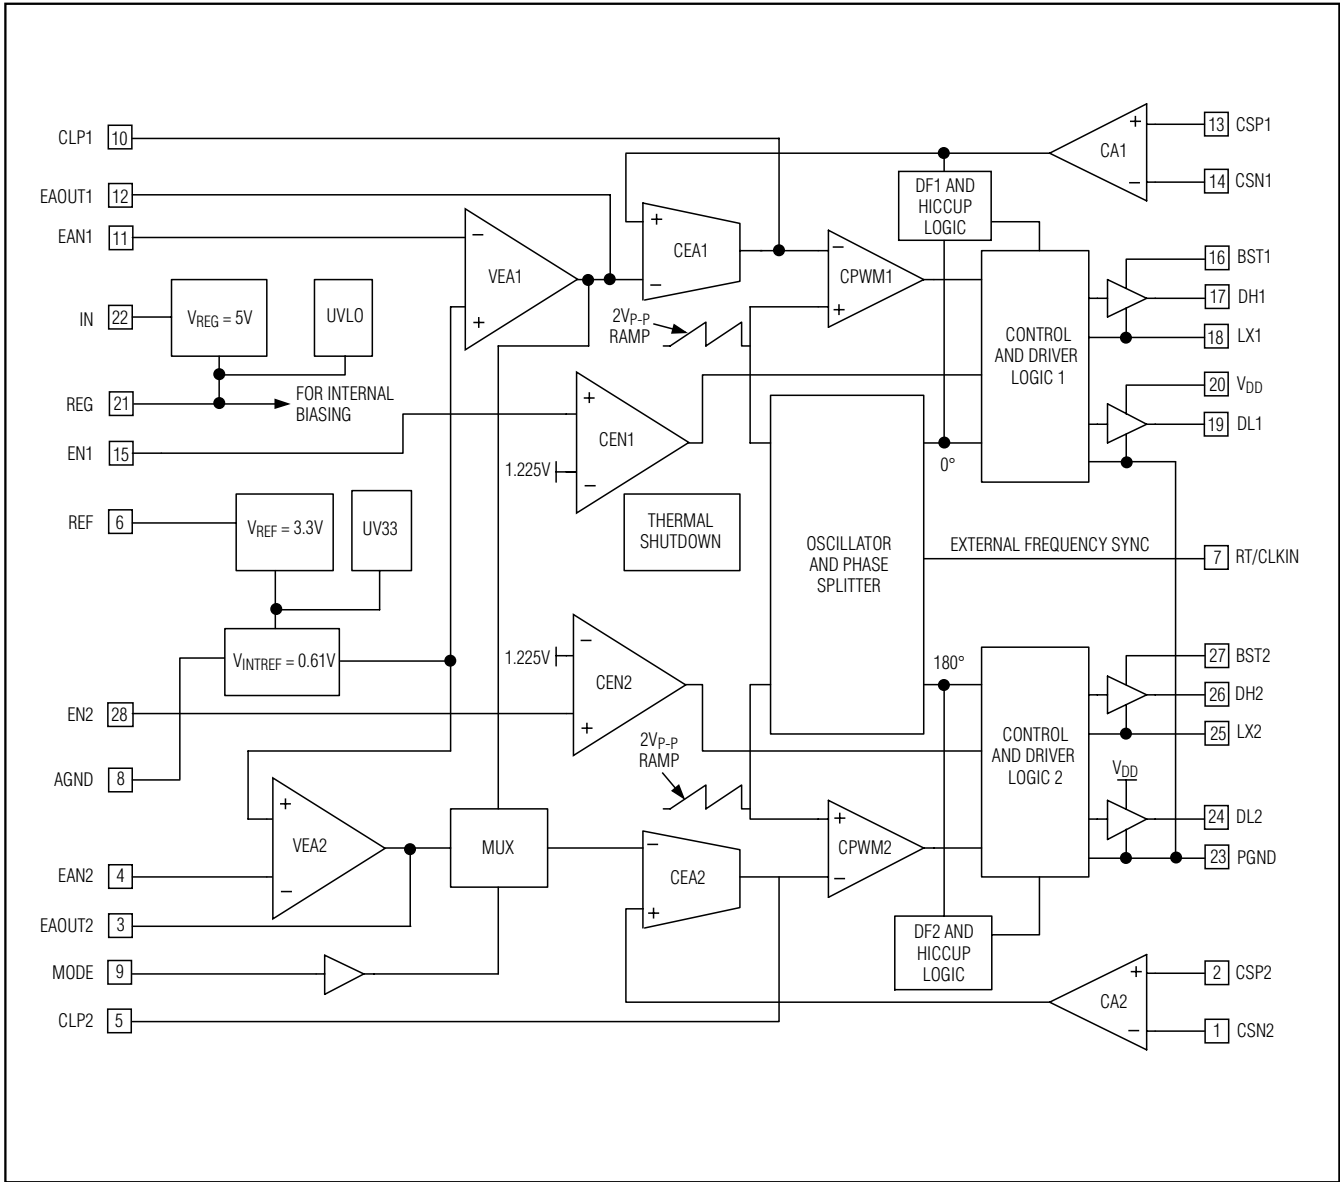 CLP1 10
EAOUT1 12
EAN1 11
IN 22
REG 21
EN1 15
REF 6
EN2 28
AGND 8
EAN2 4
EAOUT2 3
MODE 9
CLP2 5
VREG = 5V
UVLO
FOR INTERNAL
BIASING
VREF = 3.3V
UV33
VINTREF = 0.61V
−
VEA1
+
+
VEA2
−
MUX
+
CEA1
−
2VP-P
RAMP
+
CEN1
1.225V
−
THERMAL
SHUTDOWN
−
1.225V
CEN2
+
2VP-P
RAMP
−
CEA2
+
−
CPWM1
+
OSCILLATOR
AND PHASE
SPLITTER
+
CPWM2
−
+
CA1
−
DF1 AND
HICCUP
LOGIC
CONTROL
AND DRIVER
LOGIC 1
0°
EXTERNAL FREQUENCY SYNC
180°
CONTROL
AND DRIVER
LOGIC 2
VDD
DF2 AND
HICCUP
LOGIC
+
CA2
−
13 CSP1
14 CSN1
16 BST1
17 DH1
18 LX1
20 VDD
19 DL1
7 RT/CLKIN
27 BST2
26 DH2
25 LX2
24 DL2
23 PGND
2 CSP2
1 CSN2